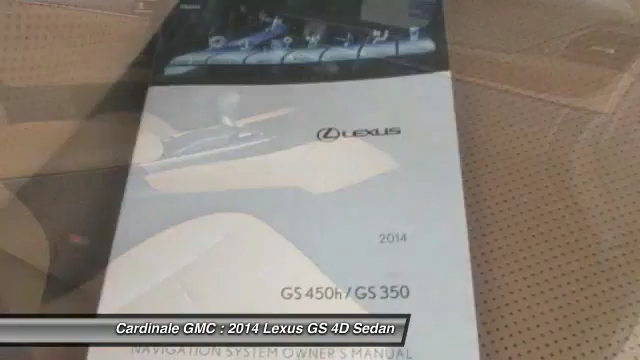 LEXUS
2014
GS 450h / GS 350
Cardinale GMC : 2014 Lexus GS 4D Sedan
NAVIGATION SYSTEM OWNER'S MANUAL